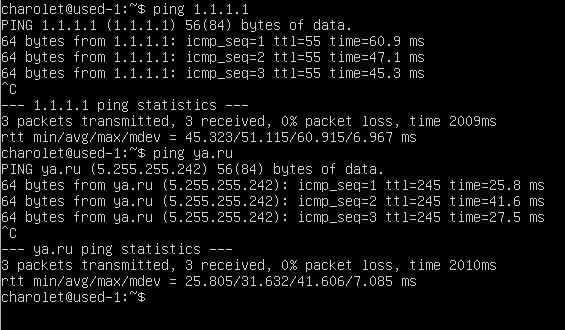 charolet@used-1:~$ ping 1.1.1.1
PING 1.1.1.1 (1.1.1.1) 56(84) bytes of data.
64 bytes from 1.1.1.1: icmp_seq=1 ttl=55 time=60.9 ms
64 bytes from 1.1.1.1: icmp_seq=2 ttl=55 time=47.1 ms
64 bytes from 1.1.1.1: icmp_seq=3 ttl=55 time=45.3 ms
^C
--- 1.1.1.1 ping statistics ---
3 packets transmitted, 3 received, 0% packet loss, time 2009ms
rtt min/avg/max/mdev = 45.323/51.115/60.915/6.967 ms
charolet@used-1:~$ ping ya.ru
PING ya.ru (5.255.255.242) 56(84) bytes of data.
64 bytes from ya.ru (5.255.255.242): icmp_seq=1 ttl=245 time=25.8 ms
64 bytes from ya.ru (5.255.255.242): icmp_seq=2 ttl=245 time=41.6 ms
64 bytes from ya.ru (5.255.255.242): icmp_seq=3 ttl=245 time=27.5 ms
^C
--- ya.ru ping statistics ---
3 packets transmitted, 3 received, 0% packet loss, time 2010ms
rtt min/avg/max/mdev = 25.805/31.632/41.606/7.085 ms
charolet@used-1:~$